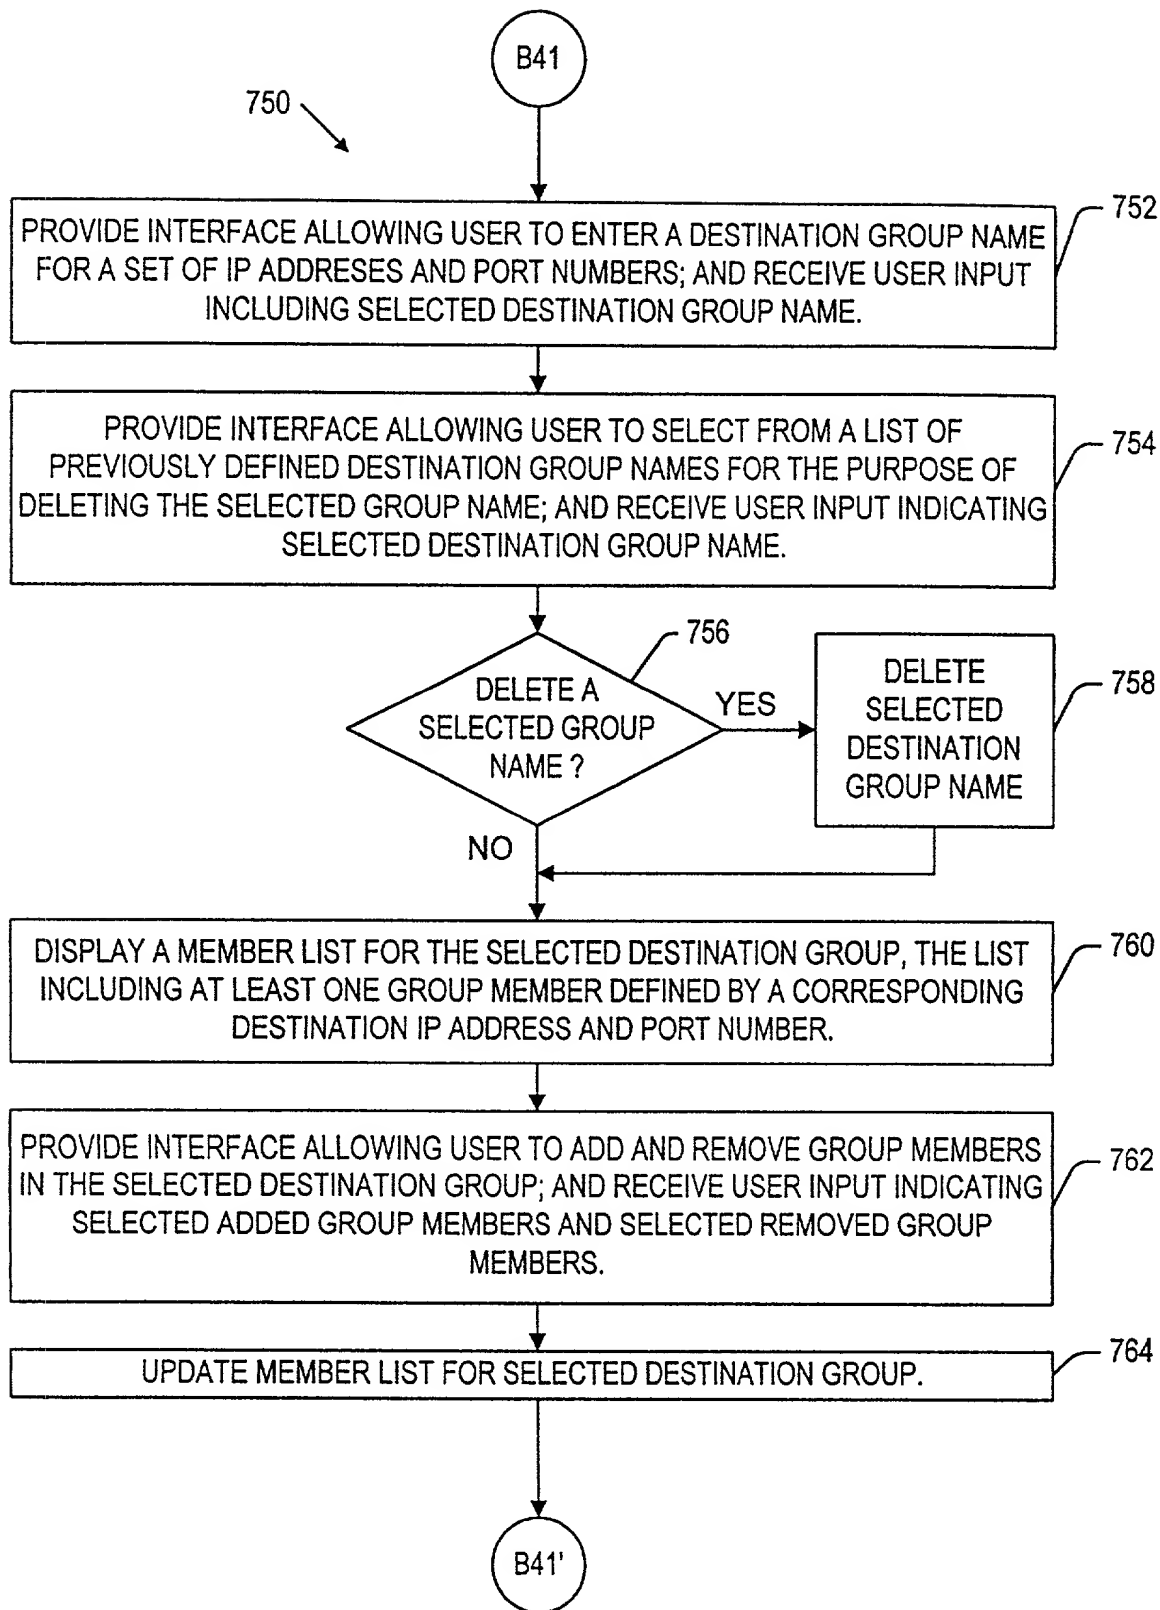 B41
750
752
PROVIDE INTERFACE ALLOWING USER TO ENTER A DESTINATION GROUP NAME
FOR A SET OF IP ADDRESES AND PORT NUMBERS; AND RECEIVE USER INPUT
INCLUDING SELECTED DESTINATION GROUP NAME.
754
PROVIDE INTERFACE ALLOWING USER TO SELECT FROM A LIST OF
PREVIOUSLY DEFINED DESTINATION GROUP NAMES FOR THE PURPOSE OF
DELETING THE SELECTED GROUP NAME; AND RECEIVE USER INPUT INDICATING
SELECTED DESTINATION GROUP NAME.
756
DELETE A
SELECTED GROUP
NAME ?
YES
758
DELETE
SELECTED
DESTINATION
GROUP NAME
NO
760
DISPLAY A MEMBER LIST FOR THE SELECTED DESTINATION GROUP, THE LIST
INCLUDING AT LEAST ONE GROUP MEMBER DEFINED BY A CORRESPONDING
DESTINATION IP ADDRESS AND PORT NUMBER.
762
PROVIDE INTERFACE ALLOWING USER TO ADD AND REMOVE GROUP MEMBERS
IN THE SELECTED DESTINATION GROUP; AND RECEIVE USER INPUT INDICATING
SELECTED ADDED GROUP MEMBERS AND SELECTED REMOVED GROUP
MEMBERS.
764
UPDATE MEMBER LIST FOR SELECTED DESTINATION GROUP.
B41'